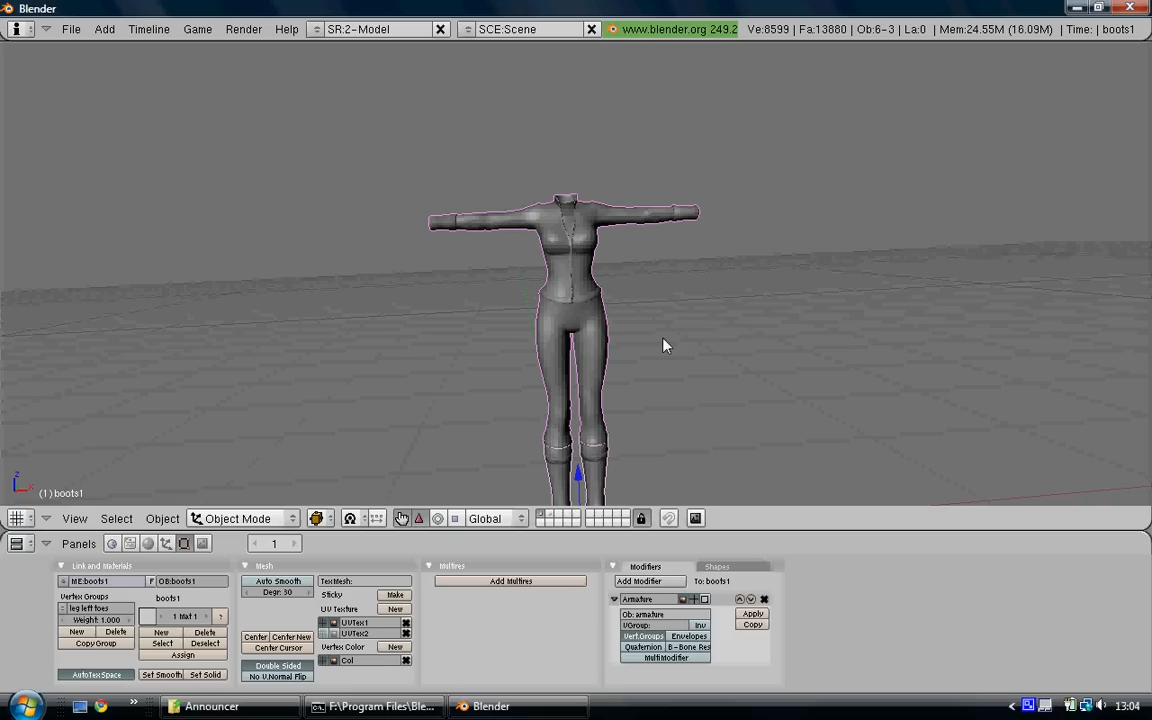 Blender
File Add Timeline Game Render Help SR:2-Model SCE:Scene www.blender.org 249.2 Ve:8599 | Fa:13880 | Ob:6-3 | La:0 | Mem:24.55M (16.09M) | Time: | boots1
z
x
(1) boots1
View Select Object Object Mode Global
Panels 1
Link and Materials Mesh Multires Modifiers Shapes
ME:boots1 F OB:boots1 Auto Smooth TexMesh: Add Multires Add Modifier To: boots1
Degr: 30
Vertex Groups boots1 Sticky Make Armature
leg left toes 1 Mat 1 ? UV Texture New Ob: armature Apply
Weight: 1.000 UVTex1 VGroup: Inv Copy
New Delete New Delete Center Center New UVTex2 Vert.Groups Envelopes
Copy Group Select Deselect Center Cursor Vertex Color New Quaternion B-Bone Res
Assign Double Sided Col MultiModifier
AutoTexSpace Set Smooth Set Solid No V.Normal Flip
Announcer F:\Program Files\Ble... Blender 13:04